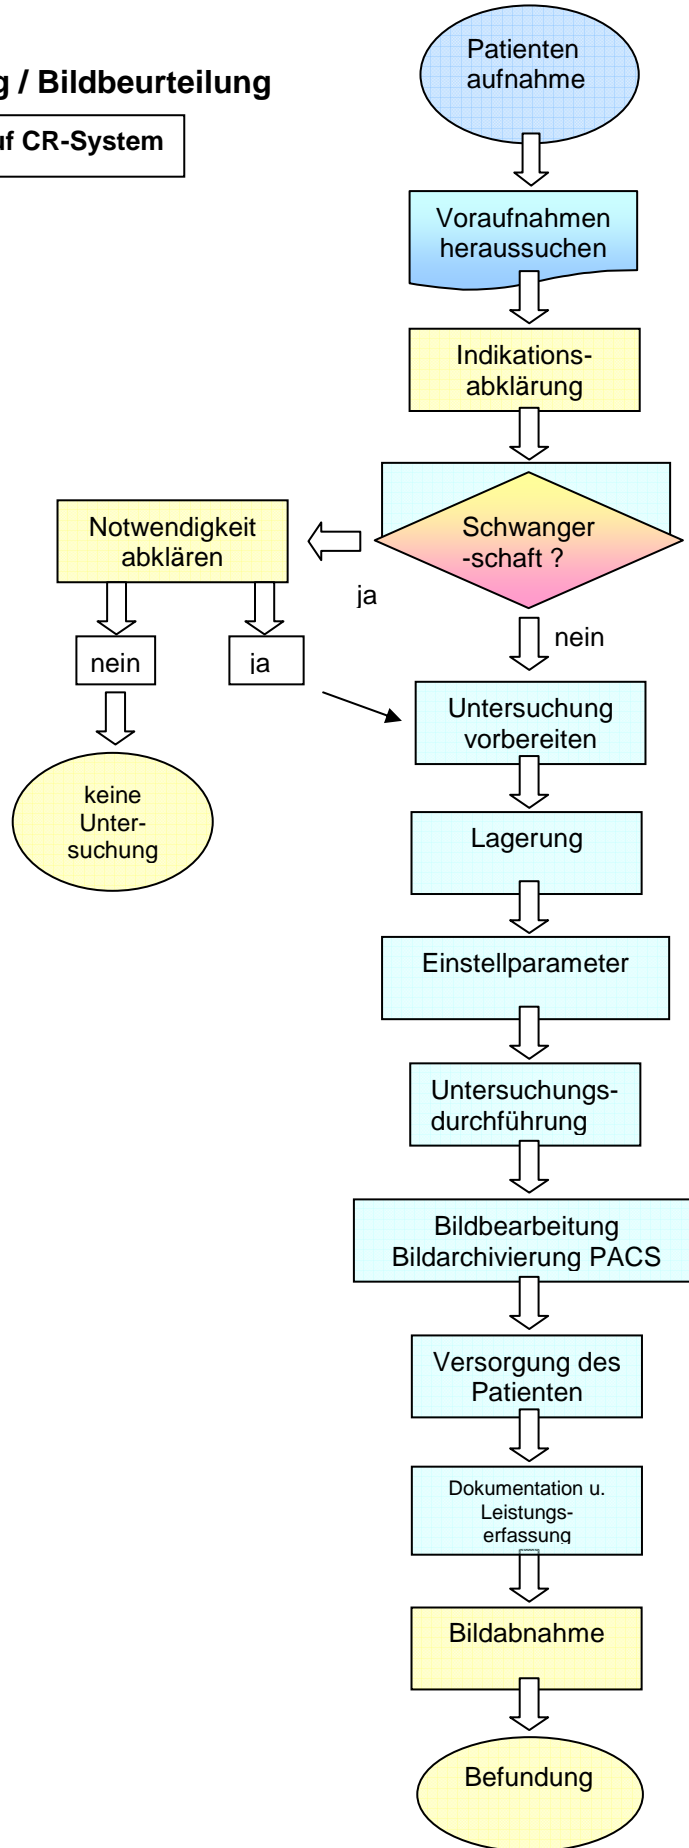 Patienten
aufnahme
g / Bildbeurteilung
uf CR-System
Voraufnahmen
heraussuchen
Indikations-
abklärung
Schwanger
-schaft ?
Notwendigkeit
abklären
ja
nein
nein
ja
Untersuchung
vorbereiten
keine
Unter-
suchung
Lagerung
Einstellparameter
Untersuchungs-
durchführung
Bildbearbeitung
Bildarchivierung PACS
Versorgung des
Patienten
Dokumentation u.
Leistungs-
erfassung
Bildabnahme
Befundung